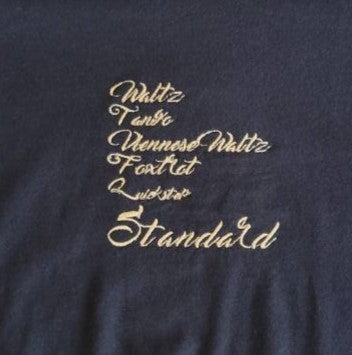 Waltz
Tango
Viennese Waltz
Foxtrot
Quickstep
Standard